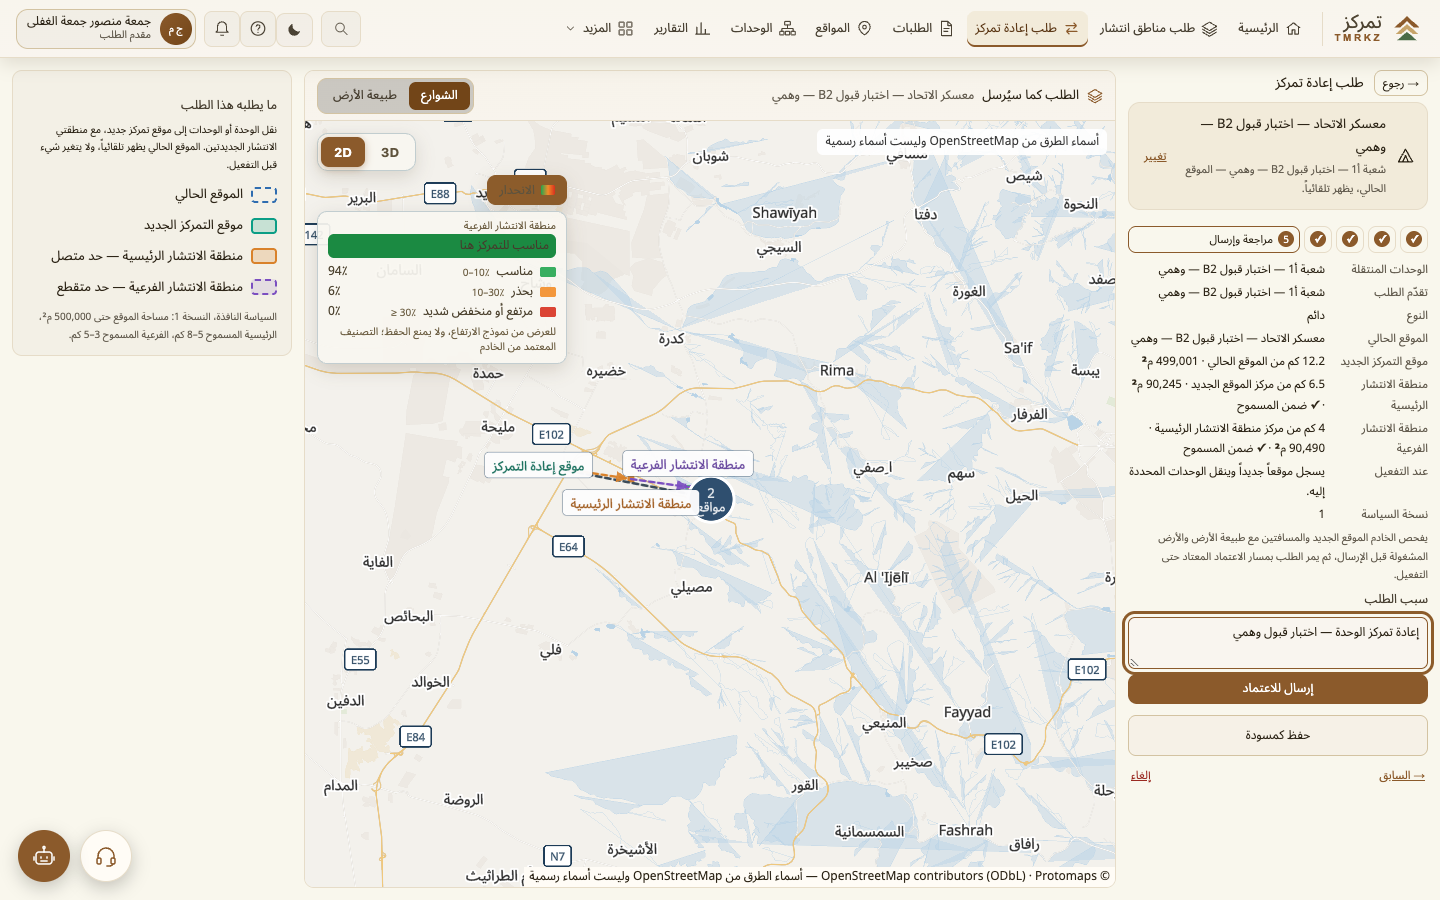 تمركز
TMRKZ
الرئيسية
طلب مناطق انتشار
طلب إعادة تمركز
الطلبات
المواقع
الوحدات
التقارير
المزيد
جمعة منصور جمعة الغفلي
مقدم الطلب
ج م
→ رجوع
طلب إعادة تمركز
معسكر الاتحاد — اختبار قبول B2 — وهمي
شعبة أ1 — اختبار قبول B2 — وهمي — الموقع الحالي، يظهر تلقائياً.
تغيير
5 مراجعة وإرسال
الوحدات المنتقلة
شعبة أ1 — اختبار قبول B2 — وهمي
تقدّم الطلب
شعبة أ1 — اختبار قبول B2 — وهمي
النوع
دائم
الموقع الحالي
معسكر الاتحاد — اختبار قبول B2 — وهمي
موقع التمركز الجديد
12.2 كم من الموقع الحالي · 499,001 م²
منطقة الانتشار الرئيسية
6.5 كم من مركز الموقع الجديد · 90,245 م² · ✓ ضمن المسموح
منطقة الانتشار الفرعية
4 كم من مركز منطقة الانتشار الرئيسية · 90,490 م² · ✓ ضمن المسموح
عند التفعيل
يسجل موقعاً جديداً وينقل الوحدات المحددة إليه.
نسخة السياسة
1
يفحص الخادم الموقع الجديد والمسافتين مع طبيعة الأرض والأرض
المشغولة قبل الإرسال، ثم يمر الطلب بمسار الاعتماد المعتاد حتى
التفعيل.
سبب الطلب
إعادة تمركز الوحدة — اختبار قبول وهمي
إرسال للاعتماد
حفظ كمسودة
→ السابق
إلغاء
الطلب كما سيُرسل
معسكر الاتحاد — اختبار قبول B2 — وهمي
الشوارع
طبيعة الأرض
أسماء الطرق من OpenStreetMap وليست أسماء رسمية
2D
3D
الانحدار
منطقة الانتشار الفرعية
مناسب للتمركز هنا
مناسب 0–10٪ 94٪
بحذر 10–30٪ 6٪
مرتفع أو منخفض شديد ≥ 30٪ 0٪
للعرض من نموذج الارتفاع، ولا يمنع الحفظ؛ التصنيف
المعتمد من الخادم
شوبان
شيص
النحوة
البرير
E88
Shawīyah
دفتا
السيجي
السامان
14
الغورة
كدرة
Sa'if
حمدة
خضيره
Rima
يبسة
مليحة
E102
الفرفار
موقع إعادة التمركز
منطقة الانتشار الفرعية
منطقة الانتشار الرئيسية
2
مواقع
اصفي
سهم
الحيل
E64
الفاية
مصيلي
Al 'Ijēlī
البحائص
فلي
E55
الخوالد
الدفين
E102
Fayyad
المنيعي
E84
E102
صخيبر
المدام
الروضة
القور
السمسمانية
Fashrah
رافاق
الأشيخرة
N7
الطراثيث
© OpenStreetMap contributors (ODbL) · Protomaps — أسماء الطرق من OpenStreetMap وليست أسماء رسمية
ما يطلبه هذا الطلب
نقل الوحدة أو الوحدات إلى موقع تمركز جديد، مع منطقتي
الانتشار الجديدتين. الموقع الحالي يظهر تلقائياً، ولا يتغير شيء
قبل التفعيل.
الموقع الحالي
موقع التمركز الجديد
منطقة الانتشار الرئيسية — حد متصل
منطقة الانتشار الفرعية — حد متقطع
السياسة النافذة، النسخة 1: مساحة الموقع حتى 500,000 م²،
الرئيسية المسموح 5–8 كم، الفرعية المسموح 3–5 كم.